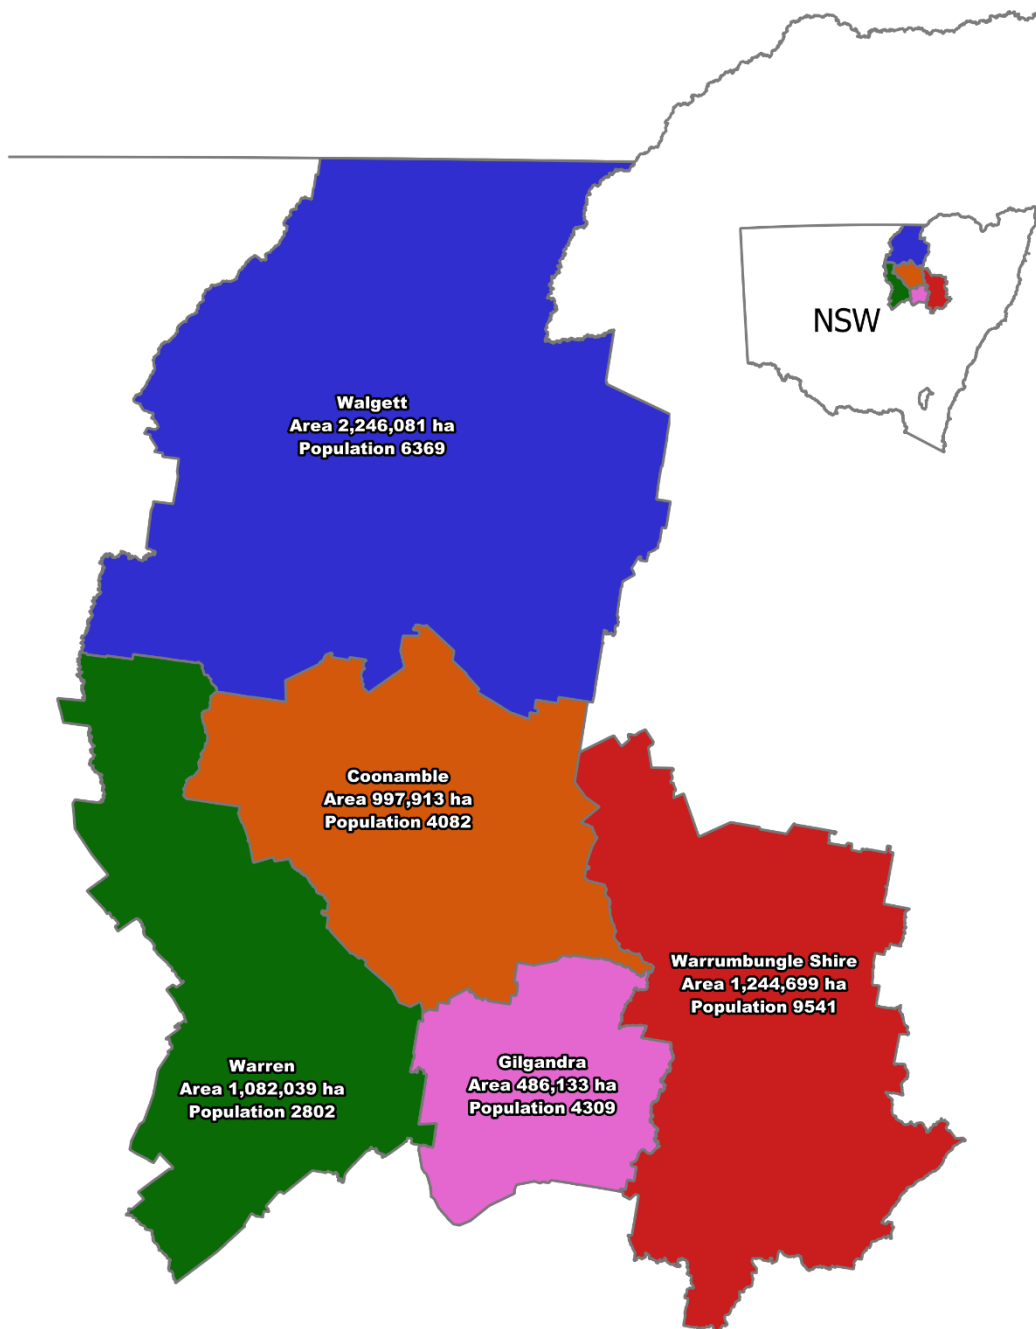 NSW
Walgett
Area 2,246,081 ha
Population 6369
Coonamble
Area 997,913 ha
Population 4082
Warrumbungle Shire
Area 1,244,699 ha
Population 9541
Warren
Area 1,082,039 ha
Population 2802
Gilgandra
Area 486,133 ha
Population 4309